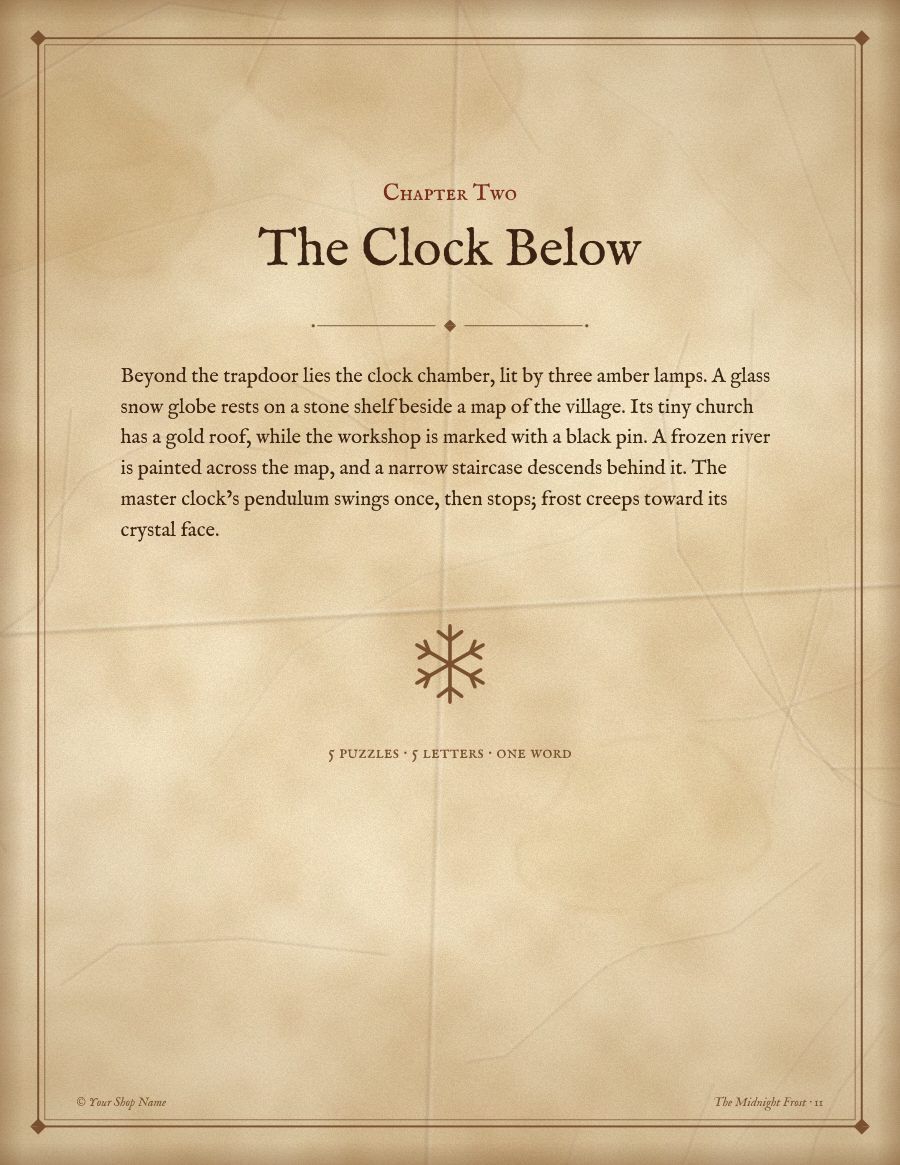 Chapter Two
The Clock Below
Beyond the trapdoor lies the clock chamber, lit by three amber lamps. A glass
snow globe rests on a stone shelf beside a map of the village. Its tiny church
has a gold roof, while the workshop is marked with a black pin. A frozen river
is painted across the map, and a narrow staircase descends behind it. The
master clock’s pendulum swings once, then stops; frost creeps toward its
crystal face.
5 puzzles · 5 letters · one word
© Your Shop Name
The Midnight Frost · 11